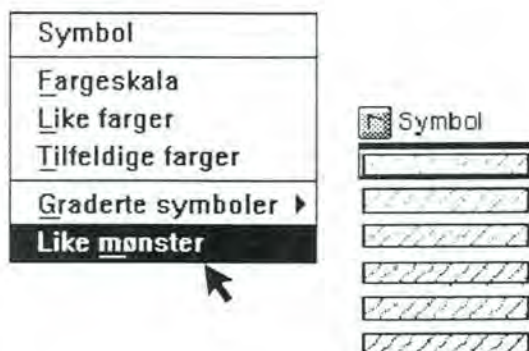 Symbol
Fargeskala
Like farger
Tilfeldige farger
Graderte symboler
Like mønster
Symbol